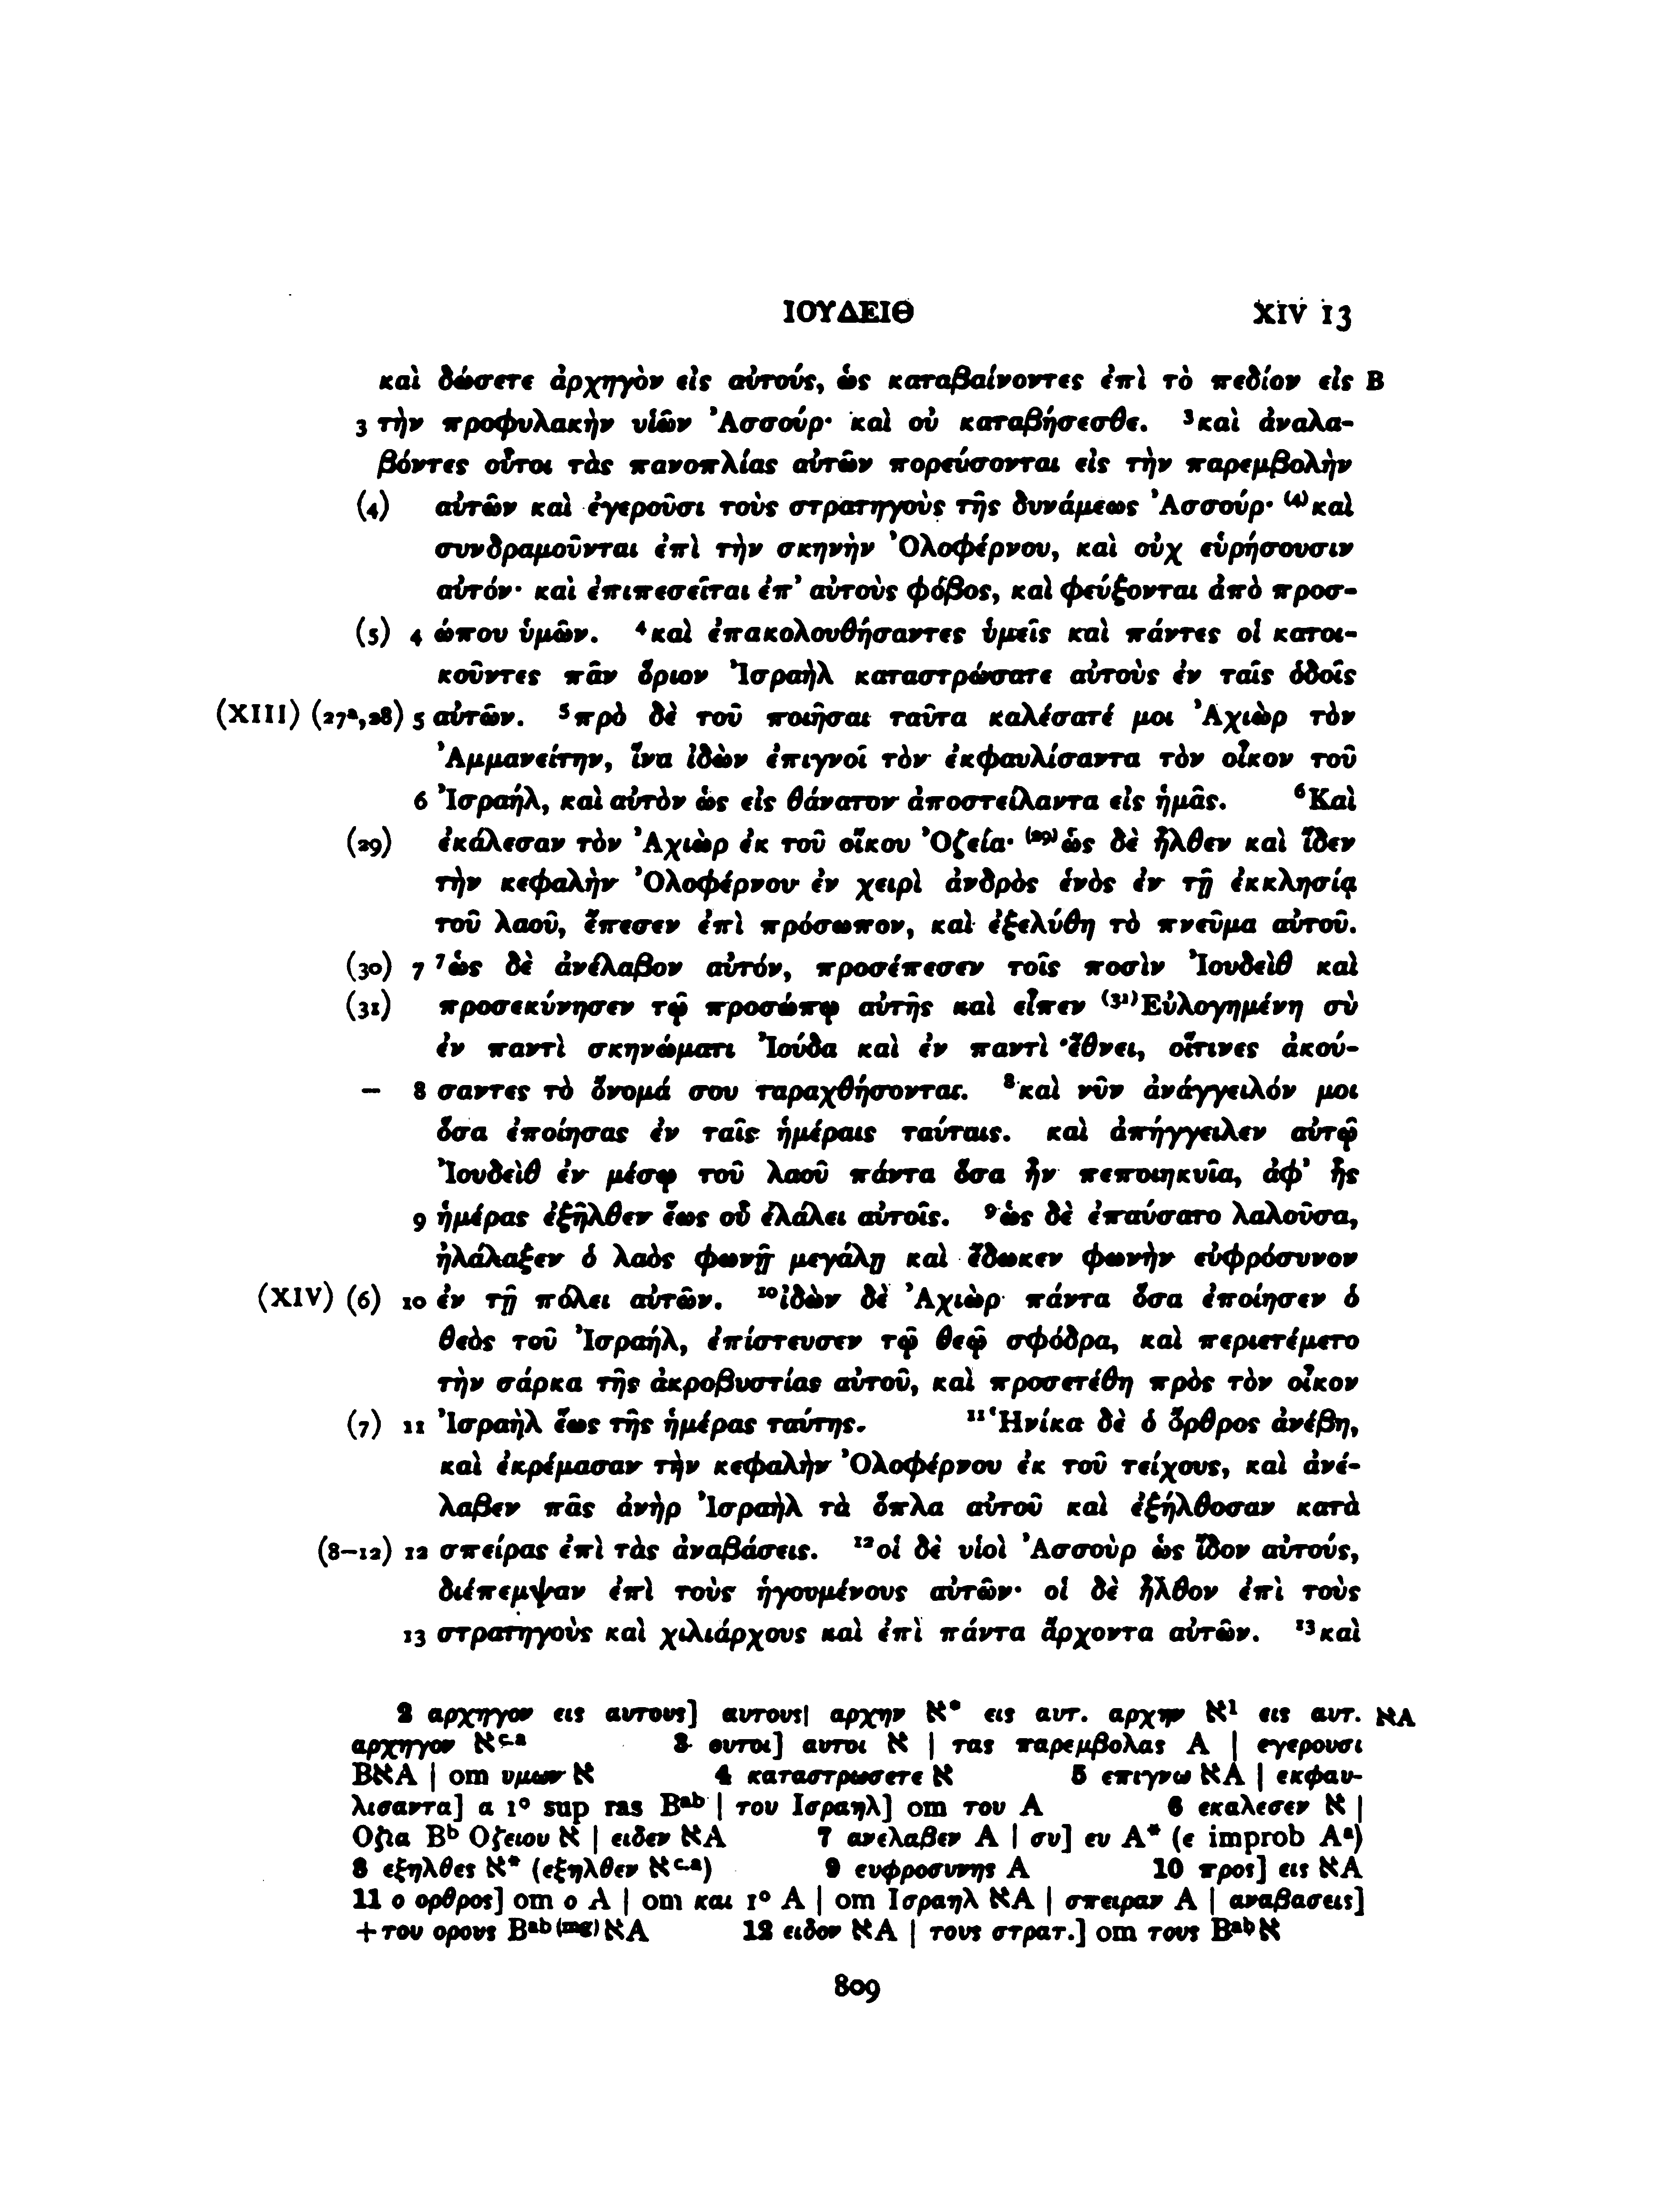 ΙΟΥΔΕΙΘ XIV 13
καὶ δώσετε ἀρχηγὸν εἰς αὐτούς, ὡς καταβαίνοντες ἐπὶ τὸ πεδίον εἰς B
3 τὴν προφυλακὴν υἱῶν Ἀσσούρ· καὶ οὐ καταβήσεσθε. ³καὶ ἀναλα-
βόντες οὗτοι τὰς πανοπλίας αὐτῶν πορεύσονται εἰς τὴν παρεμβολὴν
(4) αὐτῶν καὶ ἐγεροῦσι τοὺς στρατηγοὺς τῆς δυνάμεως Ἀσσούρ· ⁽⁴⁾καὶ
συνδραμοῦνται ἐπὶ τὴν σκηνὴν Ὀλοφέρνου, καὶ οὐχ εὑρήσουσιν
αὐτόν· καὶ ἐπιπεσεῖται ἐπ’ αὐτοὺς φόβος, καὶ φεύξονται ἀπὸ προσ-
(5) 4 ώπου ὑμῶν. ⁴καὶ ἐπακολουθήσαντες ὑμεῖς καὶ πάντες οἱ κατοι-
κοῦντες πᾶν ὅριον Ἰσραὴλ καταστρώσατε αὐτοὺς ἐν ταῖς ὁδοῖς
(XIII) (27ᵃ, 28) 5 αὐτῶν. ⁵πρὸ δὲ τοῦ ποιῆσαι ταῦτα καλέσατέ μοι Ἀχιὼρ τὸν
Ἀμμανείτην, ἵνα ἰδὼν ἐπιγνοῖ τὸν ἐκφαυλίσαντα τὸν οἶκον τοῦ
6 Ἰσραήλ, καὶ αὐτὸν ὡς εἰς θάνατον ἀποστείλαντα εἰς ἡμᾶς. ⁶Καὶ
(29) ἐκάλεσαν τὸν Ἀχιὼρ ἐκ τοῦ οἴκου Ὀζεία· ⁽²⁹⁾ὡς δὲ ἦλθεν καὶ ἴδεν
τὴν κεφαλὴν Ὀλοφέρνου ἐν χειρὶ ἀνδρὸς ἑνὸς ἐν τῇ ἐκκλησίᾳ
τοῦ λαοῦ, ἔπεσεν ἐπὶ πρόσωπον, καὶ ἐξελύθη τὸ πνεῦμα αὐτοῦ.
(30) 7 ⁷ὡς δὲ ἀνέλαβον αὐτόν, προσέπεσεν τοῖς ποσὶν Ἰουδεὶθ καὶ
(31) προσεκύνησεν τῷ προσώπῳ αὐτῆς καὶ εἶπεν ⁽³¹⁾Εὐλογημένη σὺ
ἐν παντὶ σκηνώματι Ἰούδα καὶ ἐν παντὶ ἔθνει, οἵτινες ἀκού-
– 8 σαντες τὸ ὄνομά σου ταραχθήσονται. ⁸καὶ νῦν ἀνάγγειλόν μοι
ὅσα ἐποίησας ἐν ταῖς ἡμέραις ταύταις. καὶ ἀπήγγειλεν αὐτῷ
Ἰουδεὶθ ἐν μέσῳ τοῦ λαοῦ πάντα ὅσα ἦν πεποιηκυῖα, ἀφ’ ἧς
9 ἡμέρας ἐξῆλθεν ἕως οὗ ἐλάλει αὐτοῖς. ⁹ὡς δὲ ἐπαύσατο λαλοῦσα,
ἠλάλαξεν ὁ λαὸς φωνῇ μεγάλῃ καὶ ἔδωκεν φωνὴν εὐφρόσυνον
(XIV) (6) 10 ἐν τῇ πόλει αὐτῶν. ¹⁰ἰδὼν δὲ Ἀχιὼρ πάντα ὅσα ἐποίησεν ὁ
θεὸς τοῦ Ἰσραήλ, ἐπίστευσεν τῷ θεῷ σφόδρα, καὶ περιετέμετο
τὴν σάρκα τῆς ἀκροβυστίας αὐτοῦ, καὶ προσετέθη πρὸς τὸν οἶκον
(7) 11 Ἰσραὴλ ἕως τῆς ἡμέρας ταύτης. ¹¹Ἡνίκα δὲ ὁ ὄρθρος ἀνέβη,
καὶ ἐκρέμασαν τὴν κεφαλὴν Ὀλοφέρνου ἐκ τοῦ τείχους, καὶ ἀνέ-
λαβεν πᾶς ἀνὴρ Ἰσραὴλ τὰ ὅπλα αὐτοῦ καὶ ἐξήλθοσαν κατὰ
(8–12) 12 σπείρας ἐπὶ τὰς ἀναβάσεις. ¹²οἱ δὲ υἱοὶ Ἀσσοὺρ ὡς ἴδον αὐτούς,
διέπεμψαν ἐπὶ τοὺς ἡγουμένους αὐτῶν· οἱ δὲ ἦλθον ἐπὶ τοὺς
13 στρατηγοὺς καὶ χιλιάρχους καὶ ἐπὶ πάντα ἄρχοντα αὐτῶν. ¹³καὶ
2 αρχηγον εις αυτους] αυτους| αρχην ℵ* εις αυτ. αρχην ℵ¹ εις αυτ. ℵA
αρχηγον ℵᶜ·ᵃ 3 ουτοι] αυτοι ℵ | τας παρεμβολας A | εγερουσι
BℵA | om υμων ℵ 4 καταστρωσετε ℵ 5 επιγνω ℵA | εκφαυ-
λισαντα] α 1° sup ras Bᵃᵇ | του Ισραηλ] om του A 6 εκαλεσεν ℵ |
Οζια Bᵇ Οζειου ℵ | ειδεν ℵA 7 ανελαβεν A | συ] ευ A* (ε improb Aᵃ)
8 εξηλθες ℵ* (εξηλθεν ℵᶜ·ᵃ) 9 ευφροσυνης A 10 προς] εις ℵA
11 ο ορθρος] om ο A | om και 1° A | om Ισραηλ ℵA | σπειραν A | αναβασεις]
+του ορους Bᵃᵇ⁽ᵐᵍ⁾ℵA 12 ειδον ℵA | τους στρατ.] om τους Bᵃᵇℵ
809